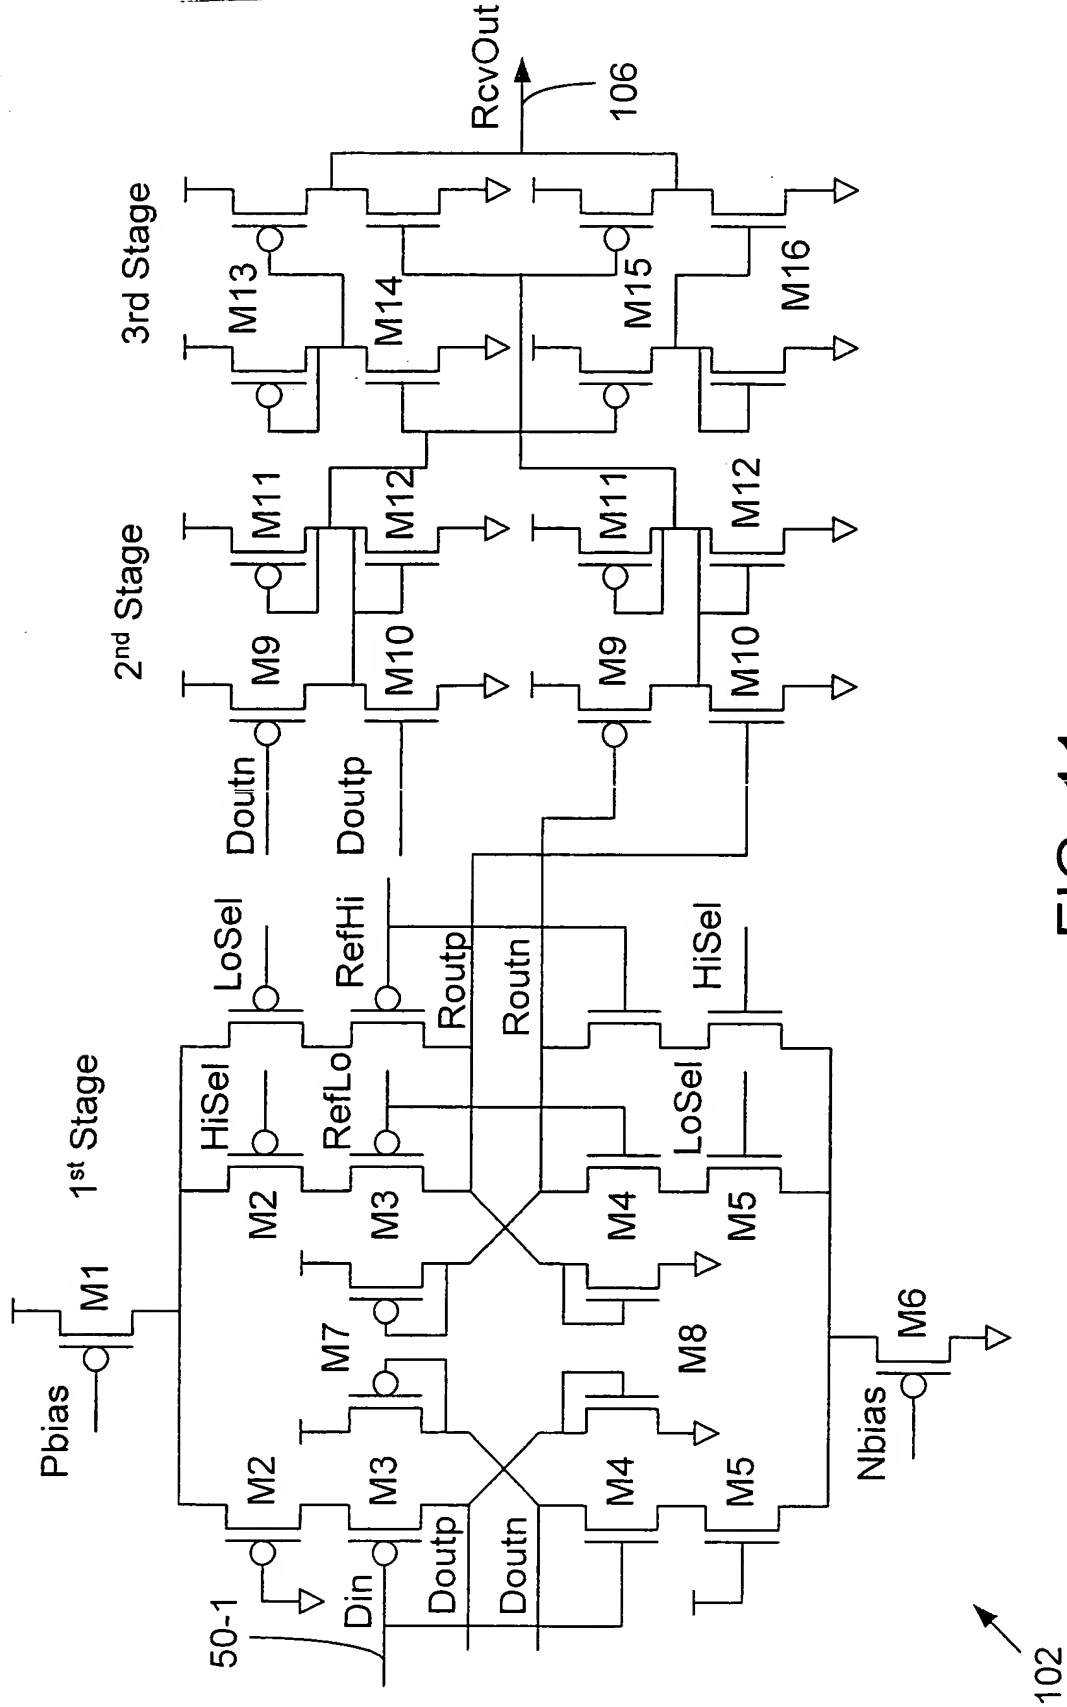 1st Stage
2nd Stage
3rd Stage
Pbias
M1
HiSel
LoSel
M2
M2
RefLo
RefHi
M3
M3
M7
50-1
Din
Doutp
Doutn
Routp
Routn
M4
M4
M8
LoSel
HiSel
M5
M5
Nbias
M6
Doutn
M9
M11
Doutp
M10
M12
M9
M11
M10
M12
M13
M14
M15
M16
RcvOut
106
102